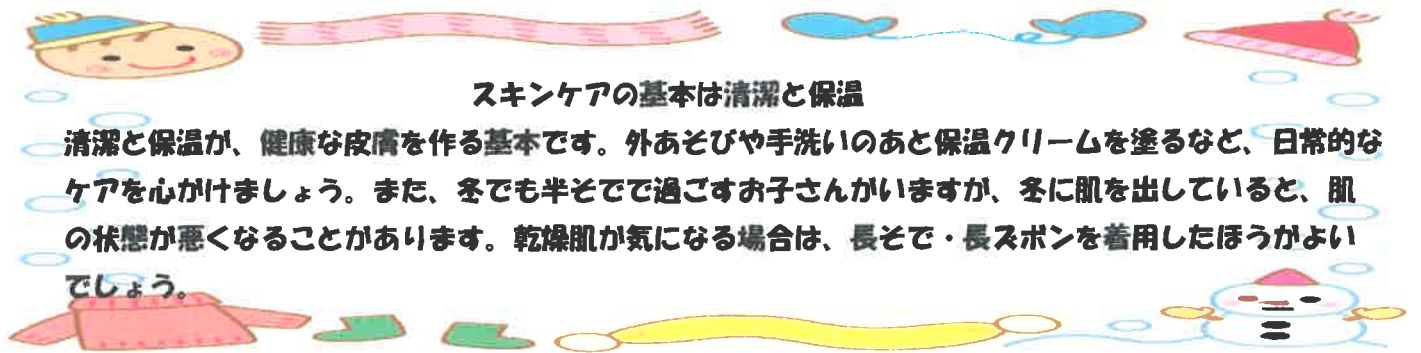 スキンケアの基本は清潔と保温
清潔と保温が、健康な皮膚を作る基本です。外あそびや手洗いのあと保温クリームを塗るなど、日常的な
ケアを心がけましょう。また、冬でも半そでで過ごすお子さんがいますが、冬に肌を出していると、肌
の状態が悪くなることがあります。乾燥肌が気になる場合は、長そで・長ズボンを着用したほうがよい
でしょう。